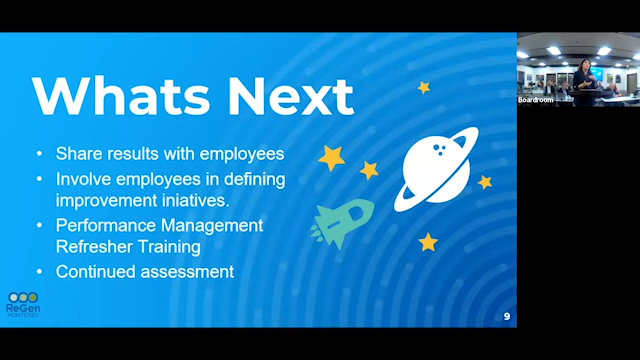 Whats Next
• Share results with employees
• Involve employees in defining
improvement iniatives.
• Performance Management
Refresher Training
• Continued assessment
ReGen
MONTEREY
9
Boardroom